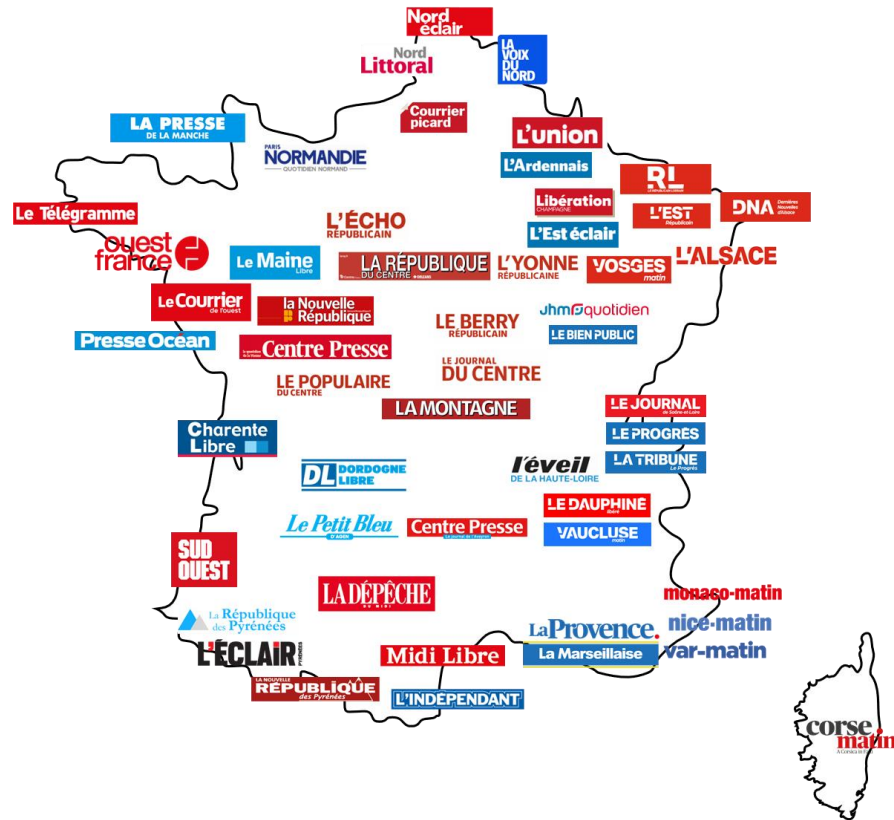 Nord
éclair
Nord
Littoral
LA
VOIX
DU
NORD
Courrier
picard
LA PRESSE
DE LA MANCHE
L'union
PARIS
NORMANDIE
QUOTIDIEN NORMAND
L'Ardennais
RL
Libération
CHAMPAGNE
L'EST
Républicain
DNA
Dernières
Nouvelles
d'Alsace
Le Télégramme
L'ÉCHO
RÉPUBLICAIN
L'Est éclair
ouest
france
Le Maine
Libre
LA RÉPUBLIQUE
DU CENTRE
L'YONNE
RÉPUBLICAINE
VOSGES
matin
L'ALSACE
Le Courrier
de l'ouest
la Nouvelle
République
LE BERRY
RÉPUBLICAIN
jhm quotidien
LE BIEN PUBLIC
Presse Océan
Centre Presse
LE POPULAIRE
DU CENTRE
LE JOURNAL
DU CENTRE
LA MONTAGNE
LE JOURNAL
de Saône-et-Loire
Charente
Libre
LE PROGRÈS
LA TRIBUNE
Le Progrès
DL
DORDOGNE
LIBRE
l'éveil
DE LA HAUTE-LOIRE
LE DAUPHINÉ
libéré
Le Petit Bleu
D'AGEN
Centre Presse
VAUCLUSE
matin
SUD
OUEST
LA DÉPÊCHE
DU MIDI
monaco-matin
La République
des Pyrénées
La Provence.
nice-matin
L'ÉCLAIR
PYRÉNÉES
Midi Libre
La Marseillaise
var-matin
LA NOUVELLE
RÉPUBLIQUE
des Pyrénées
L'INDÉPENDANT
corse
matin